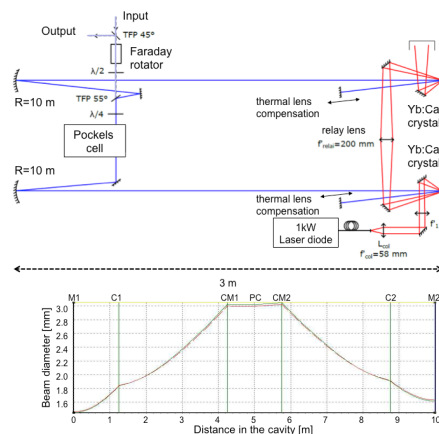 Input
Output
TFP 45°
Faraday
rotator
λ/2
R=10 m
TFP 55°
λ/4
Pockels
cell
R=10 m
thermal lens
compensation
Yb:Ca
crystal
relay lens
f'relai=200 mm
Yb:Ca
crystal
thermal lens
compensation
1kW
Laser diode
Lcol
f'col=58 mm
f'1
3 m
M1 C1 CM1 PC CM2 C2 M2
Beam diameter [mm]
3.0
2.8
2.6
2.4
2.2
2.0
1.8
1.6
0 1 2 3 4 5 6 7 8 9 10
Distance in the cavity [m]